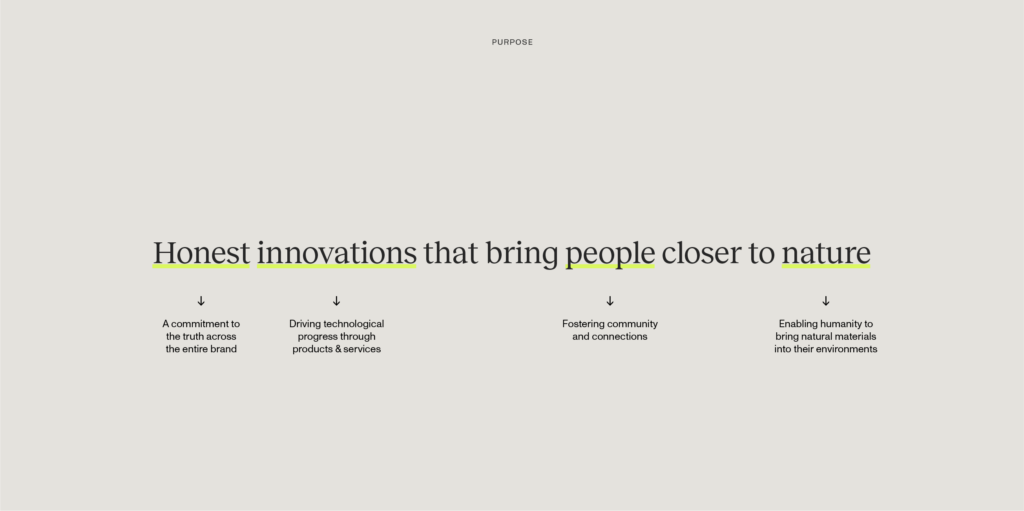 PURPOSE
Honest innovations that bring people closer to nature
↓ ↓ ↓ ↓
A commitment to
the truth across
the entire brand
Driving technological
progress through
products & services
Fostering community
and connections
Enabling humanity to
bring natural materials
into their environments